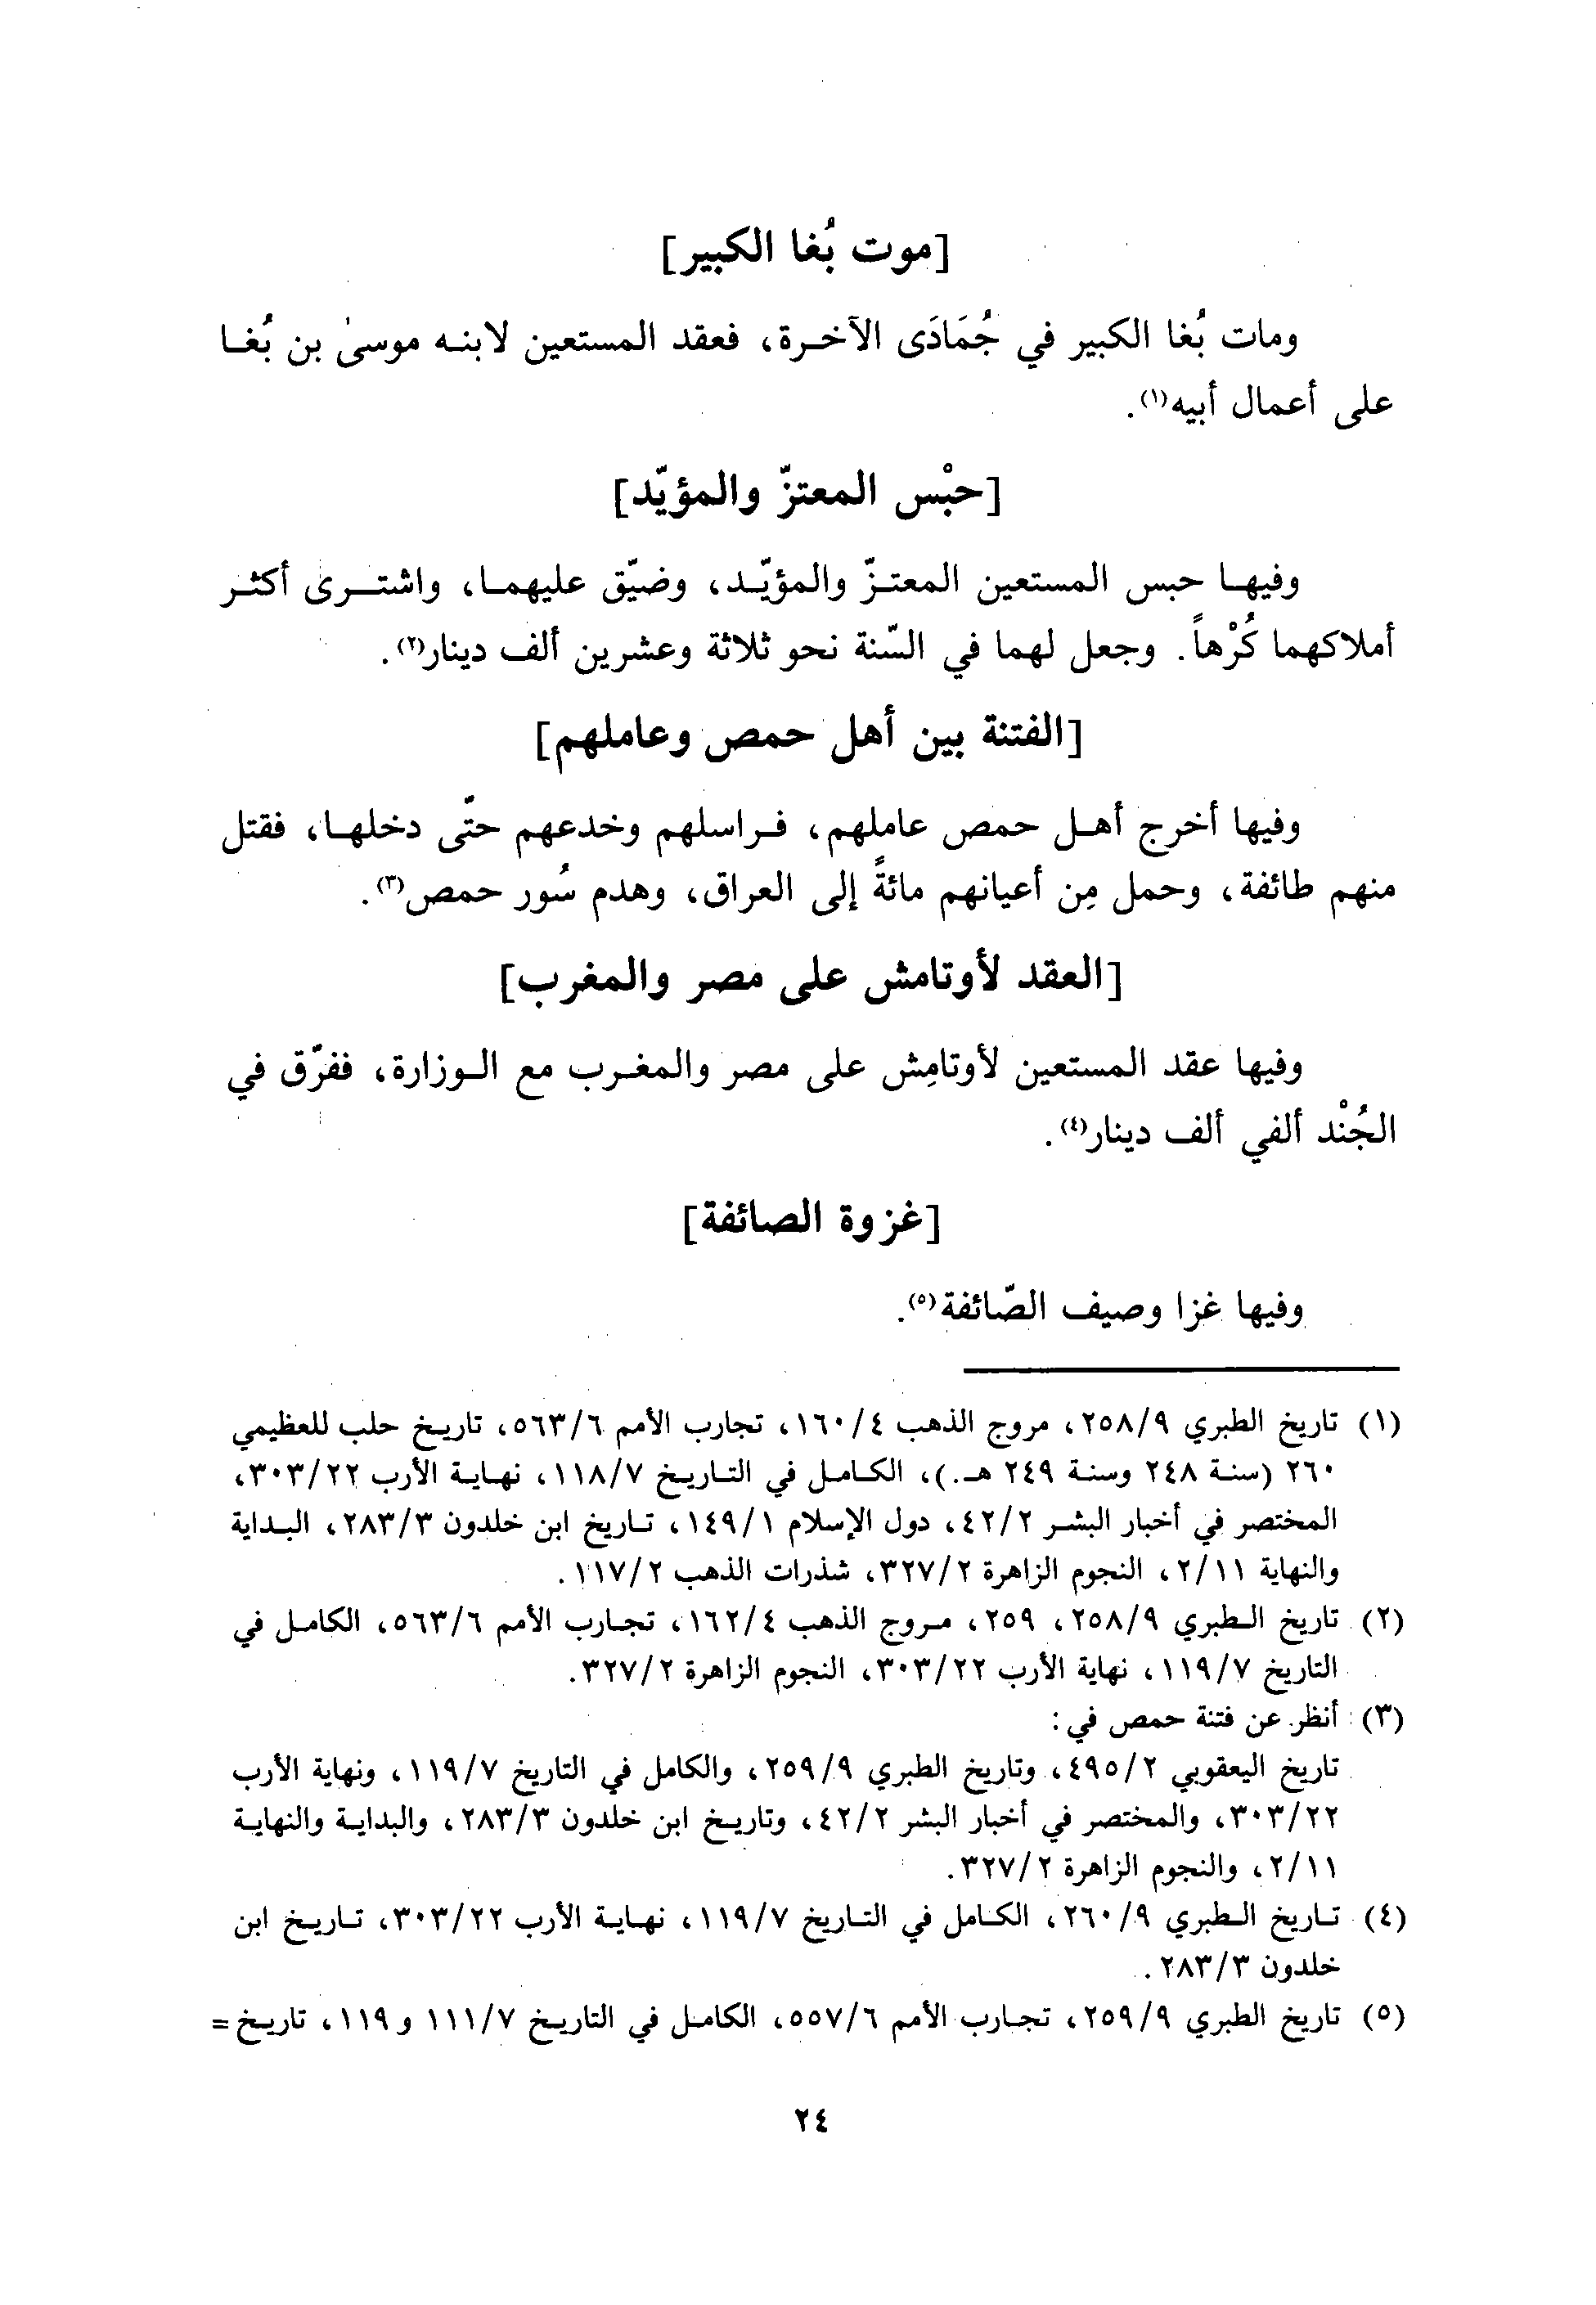 [موت بُغا الكبير]
ومات بُغا الكبير في جُمَادَى الآخرة، فعقد المستعين لابنه موسىٰ بن بُغا
على أعمال أبيه(١).
[حبْس المعتزّ والمؤيّد]
وفيها حبس المستعين المعتزّ والمؤيّد، وضيّق عليهما، واشترى أكثر
أملاكهما كُرْهاً. وجعل لهما في السّنة نحو ثلاثة وعشرين ألف دينار(٢).
[الفتنة بين أهل حمص وعاملهم]
وفيها أخرج أهل حمص عاملهم، فراسلهم وخدعهم حتّى دخلها، فقتل
منهم طائفة، وحمل مِن أعيانهم مائةً إلى العراق، وهدم سُور حمص(٣).
[العقد لأوتامش على مصر والمغرب]
وفيها عقد المستعين لأوتامِش على مصر والمغرب مع الوزارة، ففرّق في
الجُنْد ألفي ألف دينار(٤).
[غزوة الصائفة]
وفيها غزا وصيف الصّائفة(٥).
(١) تاريخ الطبري ٢٥٨/٩، مروج الذهب ١٦٠/٤، تجارب الأمم ٥٦٣/٦، تاريخ حلب للعظيمي
٢٦٠ (سنة ٢٤٨ وسنة ٢٤٩ هـ.)، الكامل في التاريخ ١١٨/٧، نهاية الأرب ٣٠٣/٢٢،
المختصر في أخبار البشر ٤٢/٢، دول الإسلام ١٤٩/١، تاريخ ابن خلدون ٢٨٣/٣، البداية
والنهاية ٢/١١، النجوم الزاهرة ٣٢٧/٢، شذرات الذهب ١١٧/٢.
(٢) تاريخ الطبري ٢٥٨/٩، ٢٥٩، مروج الذهب ١٦٢/٤، تجارب الأمم ٥٦٣/٦، الكامل في
التاريخ ١١٩/٧، نهاية الأرب ٣٠٣/٢٢، النجوم الزاهرة ٣٢٧/٢.
(٣) أنظر عن فتنة حمص في:
تاريخ اليعقوبي ٤٩٥/٢، وتاريخ الطبري ٢٥٩/٩، والكامل في التاريخ ١١٩/٧، ونهاية الأرب
٣٠٣/٢٢، والمختصر في أخبار البشر ٤٢/٢، وتاريخ ابن خلدون ٢٨٣/٣، والبداية والنهاية
٢/١١، والنجوم الزاهرة ٣٢٧/٢.
(٤) تاريخ الطبري ٢٦٠/٩، الكامل في التاريخ ١١٩/٧، نهاية الأرب ٣٠٣/٢٢، تاريخ ابن
خلدون ٢٨٣/٣.
(٥) تاريخ الطبري ٢٥٩/٩، تجارب الأمم ٥٥٧/٦، الكامل في التاريخ ١١١/٧ و١١٩، تاريخ =
٢٤